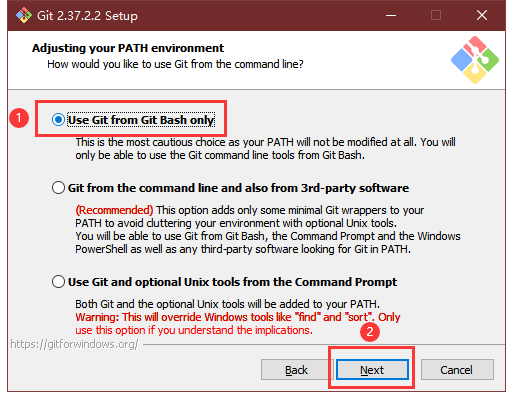 Git 2.37.2.2 Setup
Adjusting your PATH environment
How would you like to use Git from the command line?
1
Use Git from Git Bash only
This is the most cautious choice as your PATH will not be modified at all. You will
only be able to use the Git command line tools from Git Bash.
Git from the command line and also from 3rd-party software
(Recommended) This option adds only some minimal Git wrappers to your
PATH to avoid cluttering your environment with optional Unix tools.
You will be able to use Git from Git Bash, the Command Prompt and the Windows
PowerShell as well as any third-party software looking for Git in PATH.
Use Git and optional Unix tools from the Command Prompt
Both Git and the optional Unix tools will be added to your PATH.
Warning: This will override Windows tools like "find" and "sort". Only
use this option if you understand the implications.
2
https://gitforwindows.org/
Back
Next
Cancel